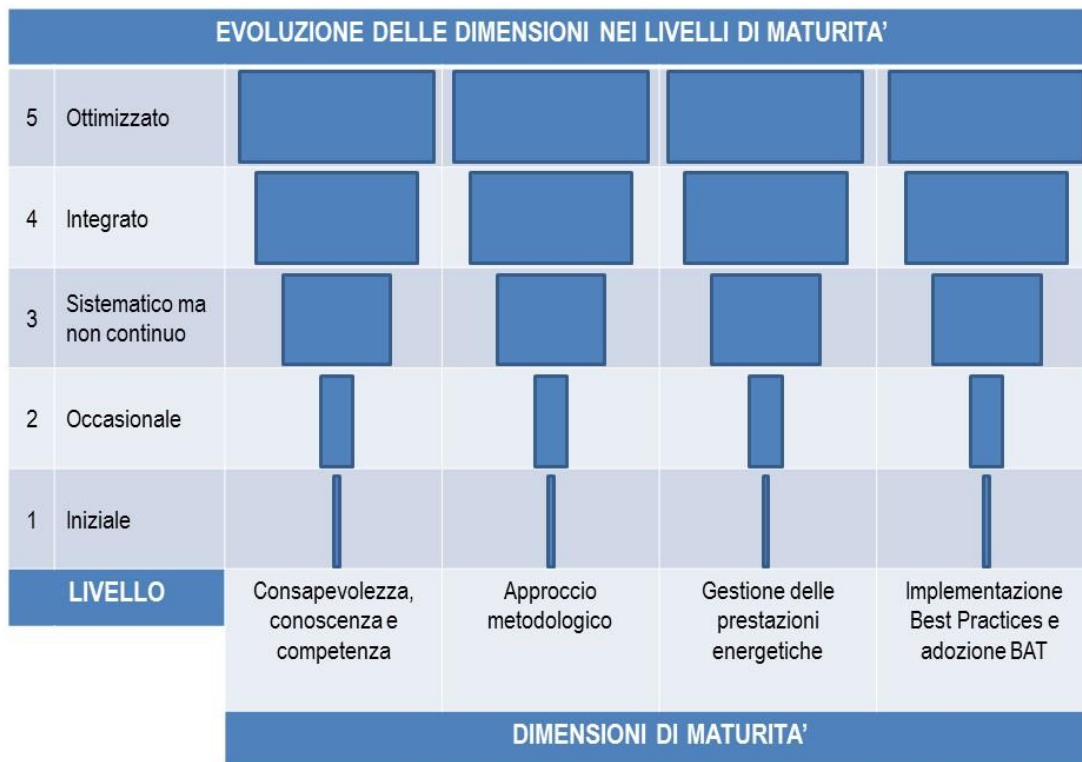 EVOLUZIONE DELLE DIMENSIONI NEI LIVELLI DI MATURITA'
5 Ottimizzato
4 Integrato
3 Sistematico ma
non continuo
2 Occasionale
1 Iniziale
LIVELLO
Consapevolezza,
conoscenza e
competenza
Approccio
metodologico
Gestione delle
prestazioni
energetiche
Implementazione
Best Practices e
adozione BAT
DIMENSIONI DI MATURITA'